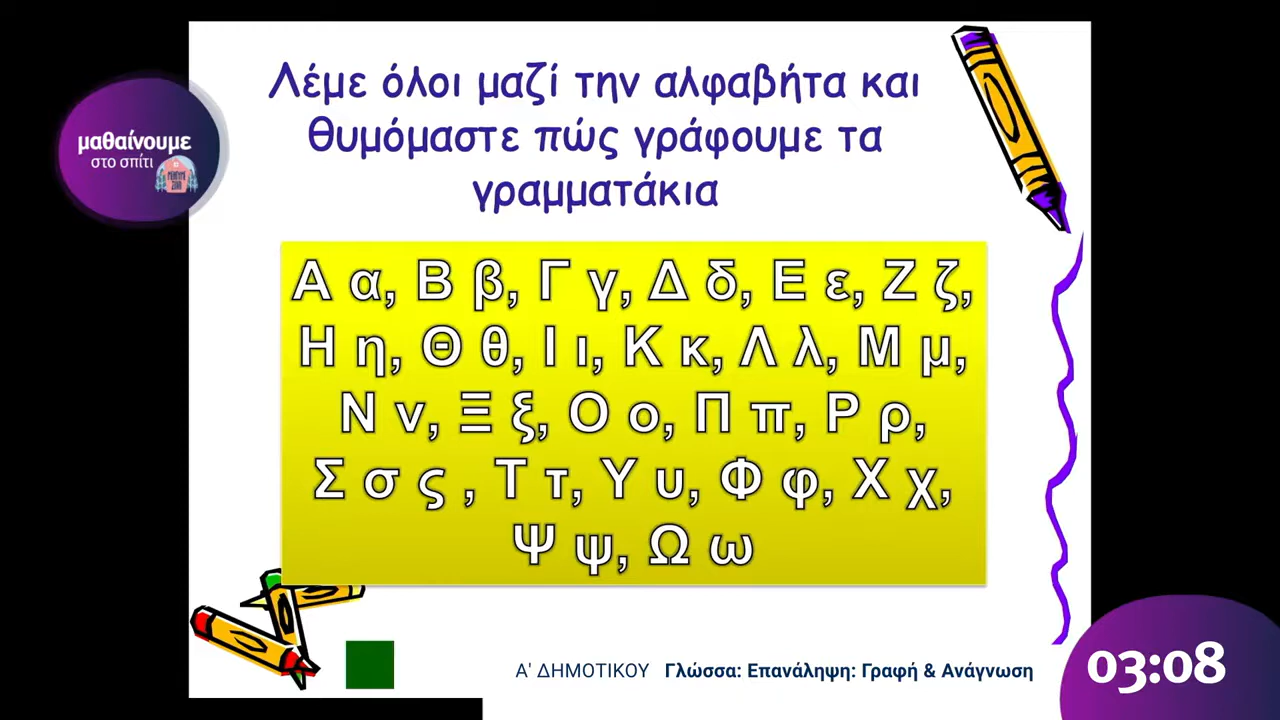 Λέμε όλοι μαζί την αλφαβήτα και
θυμόμαστε πώς γράφουμε τα
γραμματάκια
μαθαίνουμε
στο σπίτι
Α α, Β β, Γ γ, Δ δ, Ε ε, Ζ ζ,
Η η, Θ θ, Ι ι, Κ κ, Λ λ, Μ μ,
Ν ν, Ξ ξ, Ο ο, Π π, Ρ ρ,
Σ σ ς , Τ τ, Υ υ, Φ φ, Χ χ,
Ψ ψ, Ω ω
Α' ΔΗΜΟΤΙΚΟΥ Γλώσσα: Επανάληψη: Γραφή & Ανάγνωση
03:08